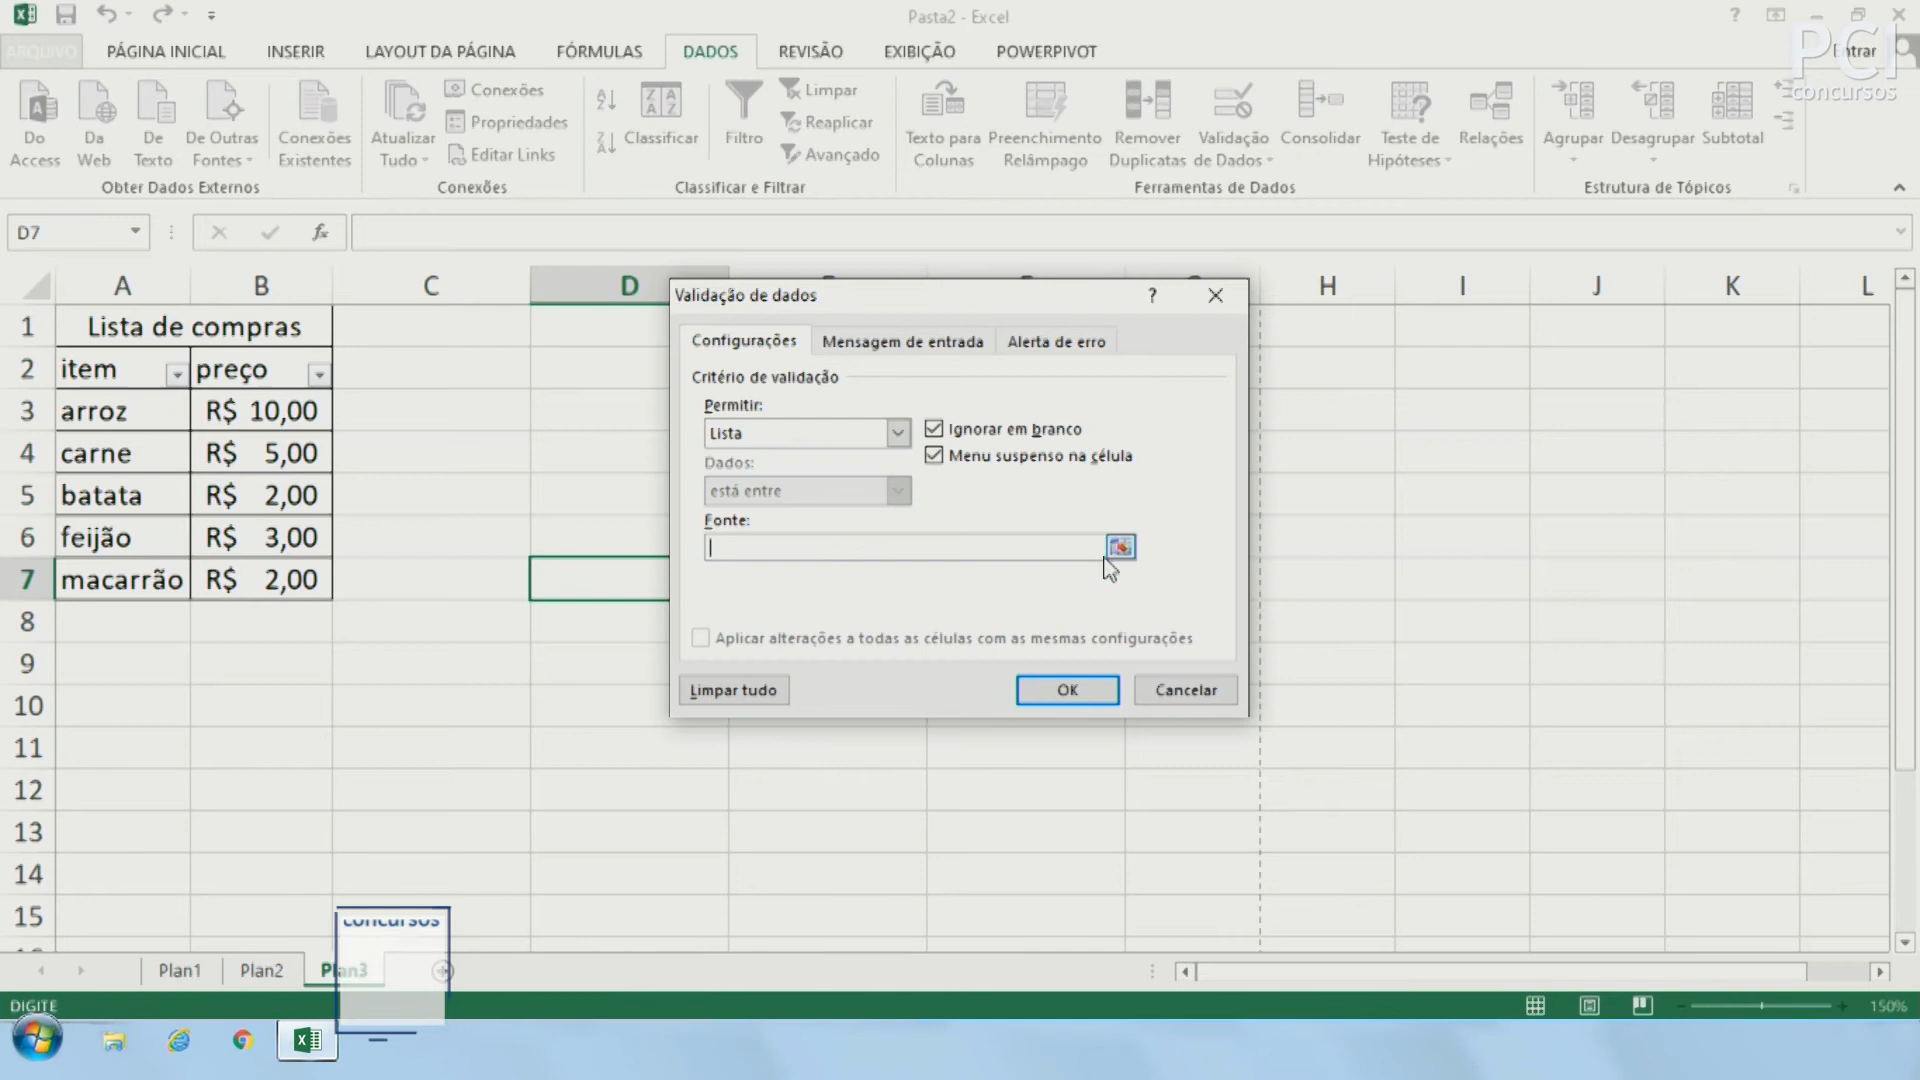 Pasta2 - Excel
PCI
concursos
ARQUIVO PÁGINA INICIAL INSERIR LAYOUT DA PÁGINA FÓRMULAS DADOS REVISÃO EXIBIÇÃO POWERPIVOT Entrar
Do Access
Da Web
De Texto
De Outras Fontes
Conexões Existentes
Atualizar Tudo
Conexões
Propriedades
Editar Links
Classificar
Filtro
Limpar
Reaplicar
Avançado
Texto para Colunas
Preenchimento Relâmpago
Remover Duplicatas
Validação de Dados
Consolidar
Teste de Hipóteses
Relações
Agrupar
Desagrupar
Subtotal
Obter Dados Externos Conexões Classificar e Filtrar Ferramentas de Dados Estrutura de Tópicos
D7 fx
A B C D H I J K L
1 Lista de compras
2 item preço
3 arroz R$ 10,00
4 carne R$ 5,00
5 batata R$ 2,00
6 feijão R$ 3,00
7 macarrão R$ 2,00
8
9
10
11
12
13
14
15
Validação de dados ?
Configurações Mensagem de entrada Alerta de erro
Critério de validação
Permitir:
Lista
Ignorar em branco
Menu suspenso na célula
Dados:
está entre
Fonte:
Aplicar alterações a todas as células com as mesmas configurações
Limpar tudo OK Cancelar
concursos
Plan1 Plan2 Plan3
DIGITE 150%